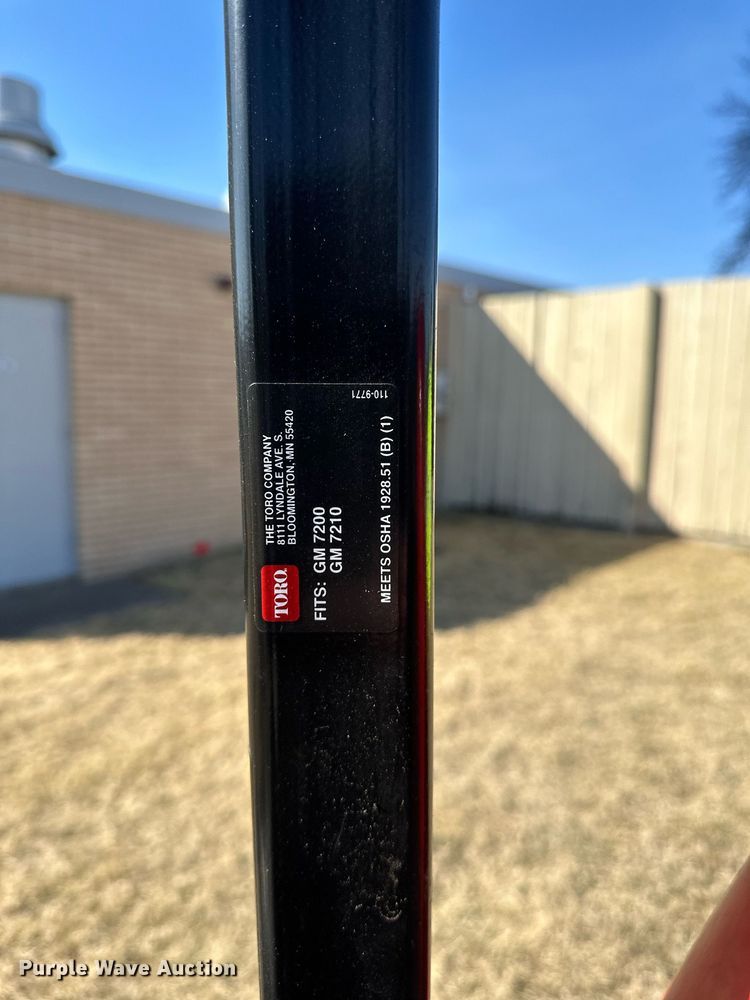 TORO
THE TORO COMPANY
8111 LYNDALE AVE. S.
BLOOMINGTON, MN 55420
FITS: GM 7200
GM 7210
MEETS OSHA 1928.51 (B) (1)
110-9771
Purple Wave Auction